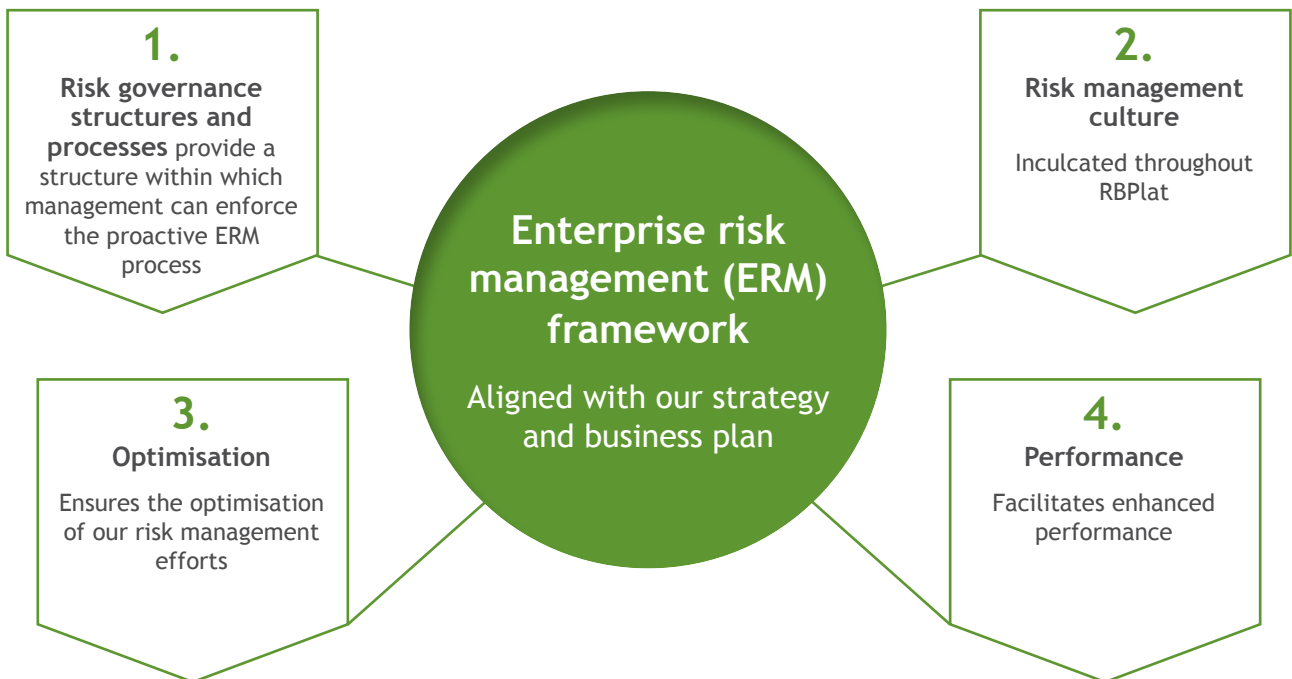 1.
Risk governance
structures and
processes provide a
structure within which
management can enforce
the proactive ERM
process
2.
Risk management
culture
Inculcated throughout
RBPlat
Enterprise risk
management (ERM)
framework
Aligned with our strategy
and business plan
3.
Optimisation
Ensures the optimisation
of our risk management
efforts
4.
Performance
Facilitates enhanced
performance